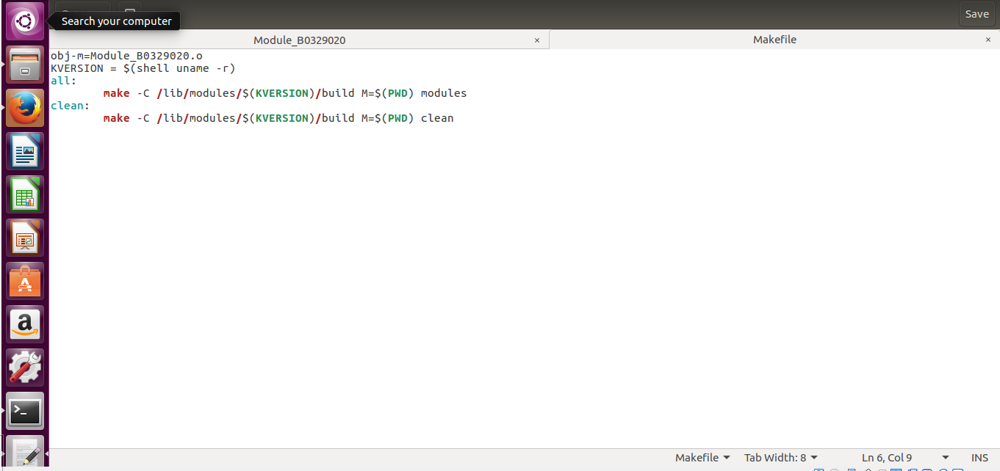 Search your computer
Save
Module_B0329020 ×
Makefile ×
obj-m=Module_B0329020.o
KVERSION = $(shell uname -r)
all:
	make -C /lib/modules/$(KVERSION)/build M=$(PWD) modules
clean:
	make -C /lib/modules/$(KVERSION)/build M=$(PWD) clean
Makefile Tab Width: 8 Ln 6, Col 9 INS